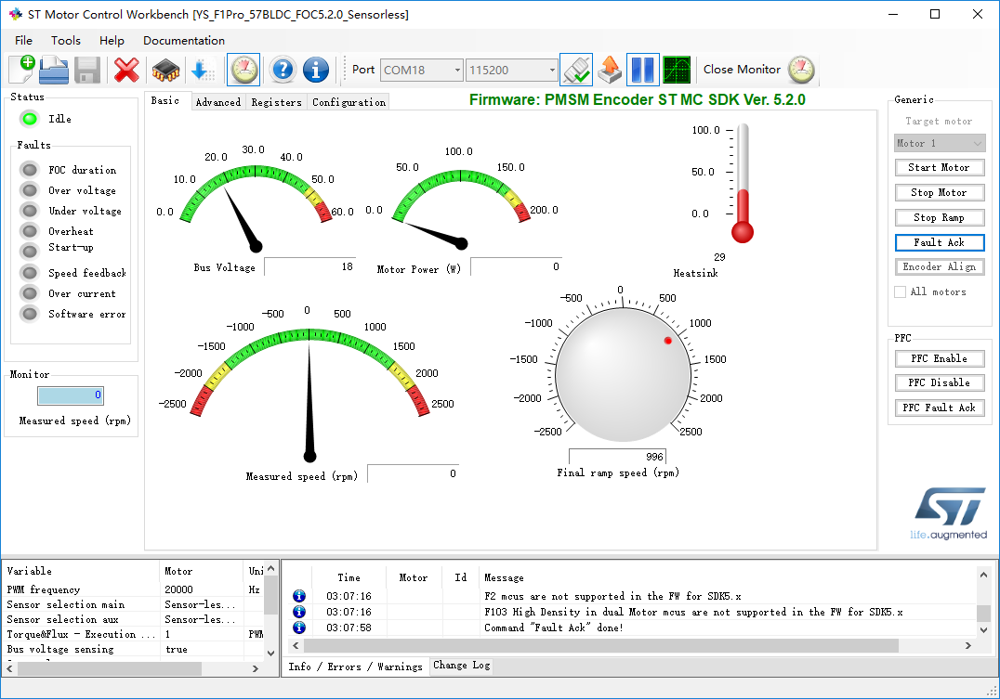 ST Motor Control Workbench [YS_F1Pro_57BLDC_FOC5.2.0_Sensorless]
File Tools Help Documentation
Port COM18 115200 Close Monitor
Status
Idle
Faults
FOC duration
Over voltage
Under voltage
Overheat
Start-up
Speed feedback
Over current
Software error
Monitor
0
Measured speed (rpm)
Basic Advanced Registers Configuration
Firmware: PMSM Encoder ST MC SDK Ver. 5.2.0
0.0 10.0 20.0 30.0 40.0 50.0 60.0
Bus Voltage 18
0.0 50.0 100.0 150.0 200.0
Motor Power (W) 0
100.0
50.0
0.0
29
Heatsink
-2500 -2000 -1500 -1000 -500 0 500 1000 1500 2000 2500
Measured speed (rpm) 0
-2500 -2000 -1500 -1000 -500 0 500 1000 1500 2000 2500
996
Final ramp speed (rpm)
Generic
Target motor
Motor 1
Start Motor
Stop Motor
Stop Ramp
Fault Ack
Encoder Align
All motors
PFC
PFC Enable
PFC Disable
PFC Fault Ack
ST
life.augmented
Variable Motor Uni
PWM frequency 20000 Hz
Sensor selection main Sensor-les...
Sensor selection aux Sensor-les...
Torque&Flux - Execution ... 1 PWM
Bus voltage sensing true
Time Motor Id Message
03:07:16 F2 mcus are not supported in the FW for SDK5.x
03:07:16 F103 High Density in dual Motor mcus are not supported in the FW for SDK5.x
03:07:58 Command "Fault Ack" done!
Info / Errors / Warnings Change Log